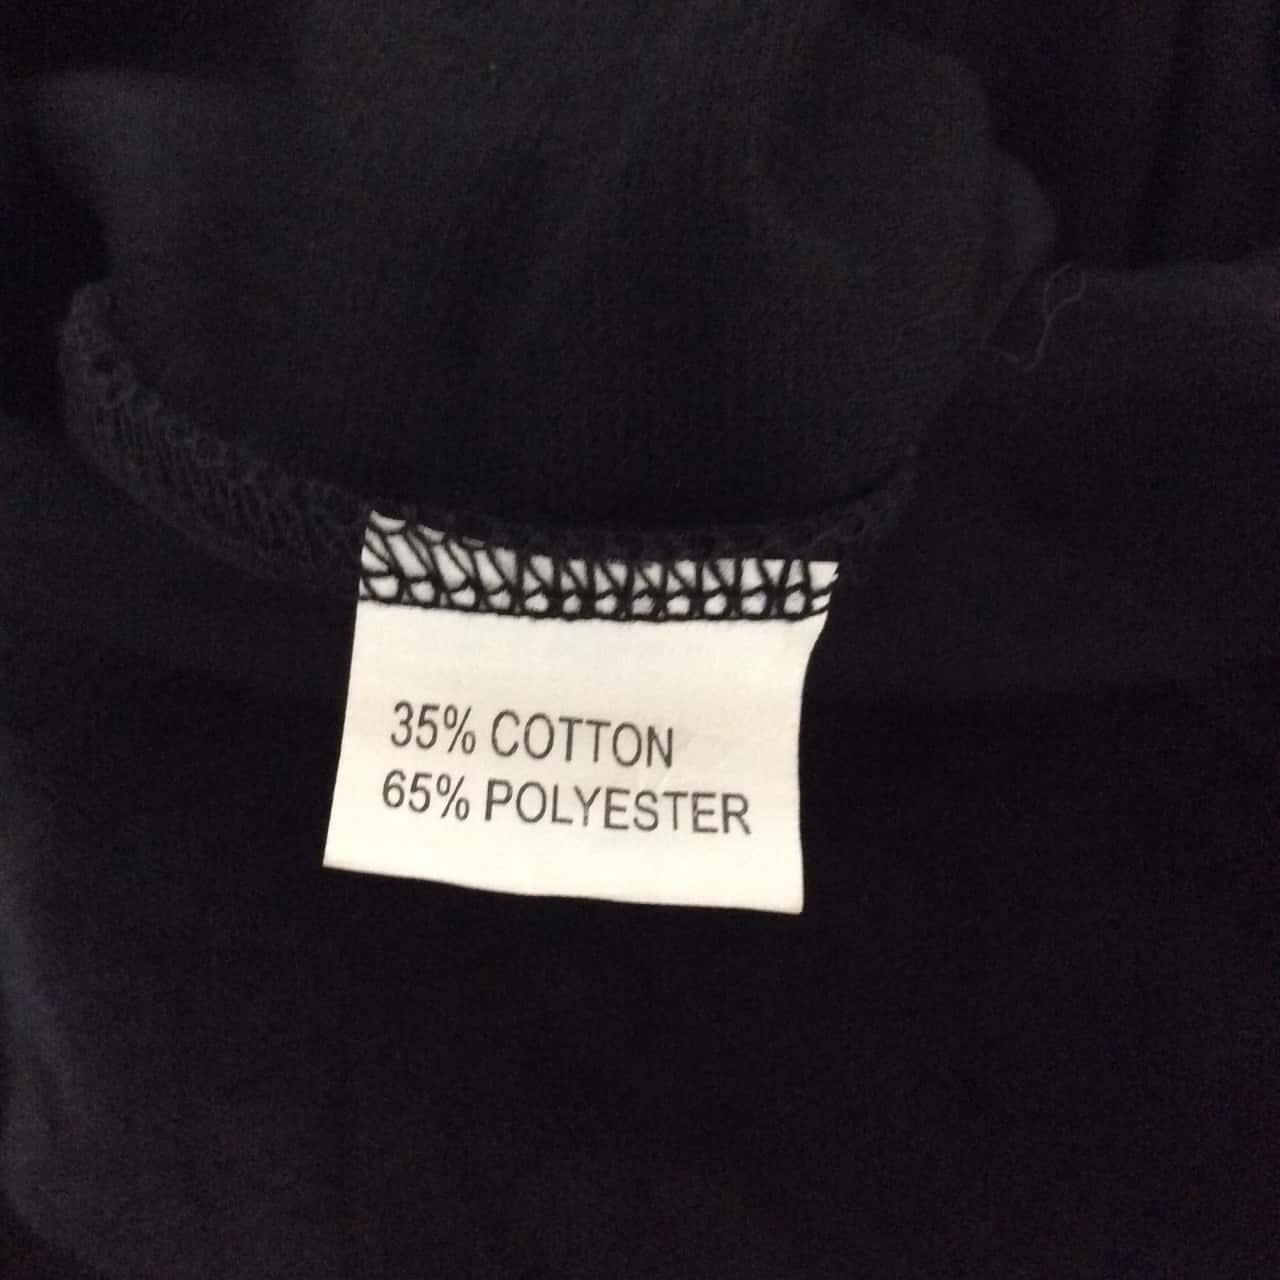 35% COTTON
65% POLYESTER